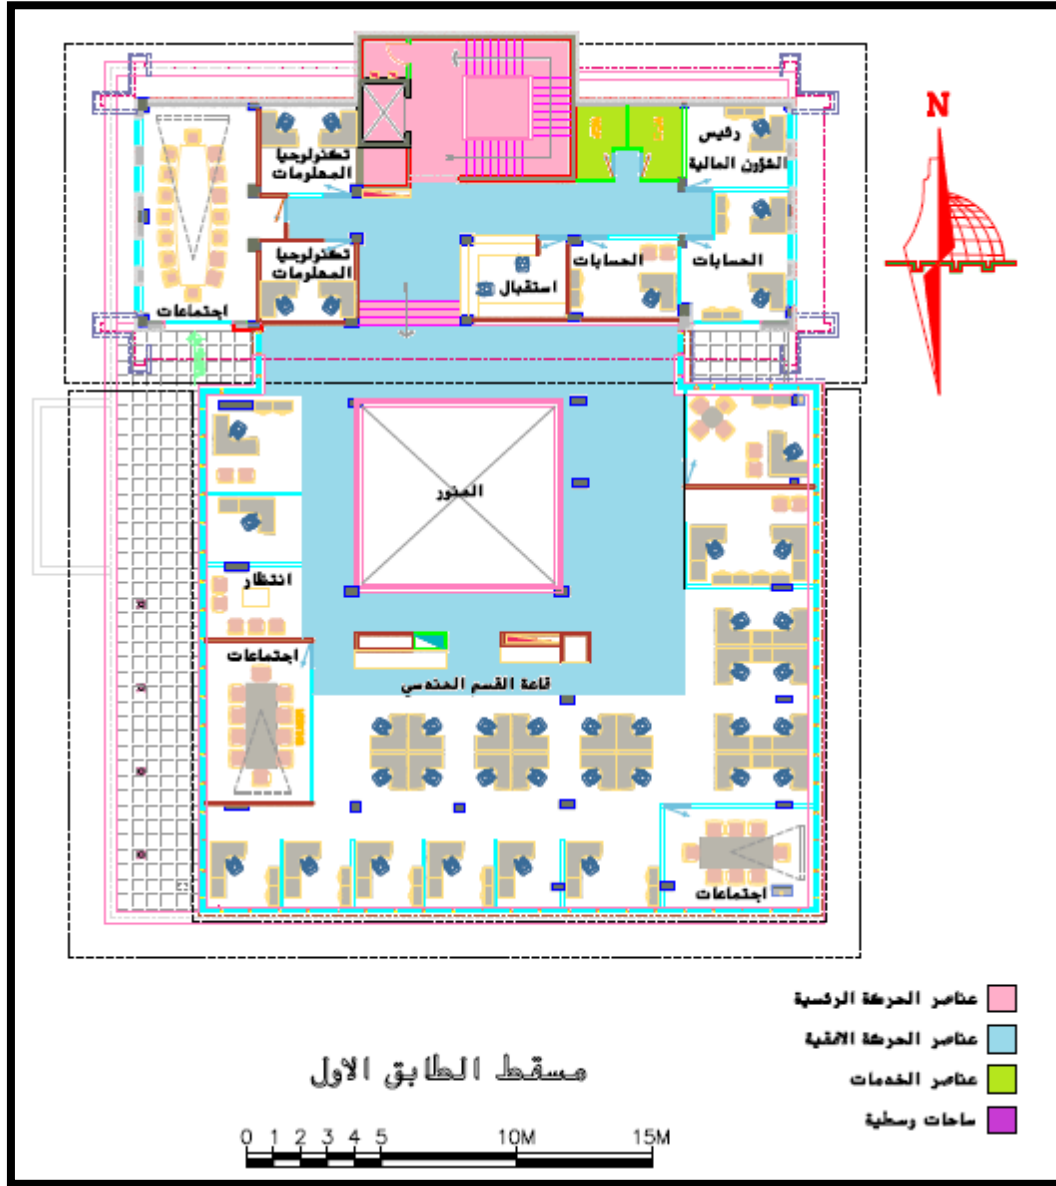 N
رئيس
الشؤون المالية
تكنولوجيا
المعلومات
تكنولوجيا
المعلومات
الحسابات
الحسابات
استقبال
اجتماعات
المنور
انتظار
اجتماعات
قاعة القسم الهندسي
اجتماعات
عناصر الحركة الرئسية
عناصر الحركة الافقية
عناصر الخدمات
ساحات وسطية
مسقط الطابق الاول
0 1 2 3 4 5 10M 15M